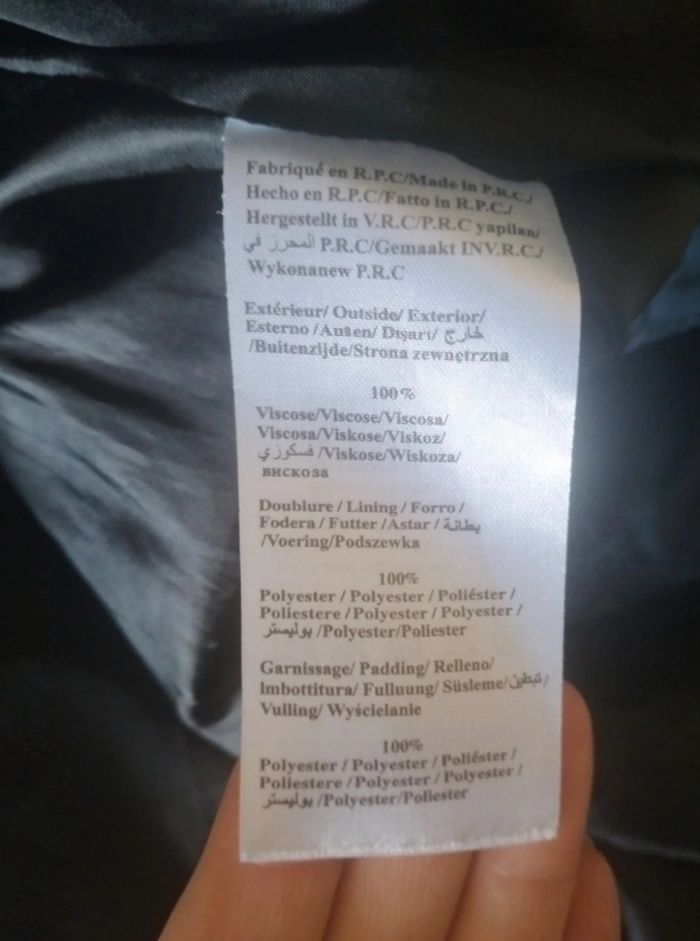 Fabriqué en R.P.C/Made in P.R.C./
Hecho en R.P.C/Fatto in R.P.C./
Hergestellt in V.R.C/P.R.C yapilan/
المحرز في P.R.C/Gemaakt INV.R.C./
Wykonanew P.R.C
Extérieur/ Outside/ Exterior/
Esterno /Außen/ Dışarı/ خارج
/Buitenzijde/Strona zewnętrzna
100%
Viscose/Viscose/Viscosa/
Viscosa/Viskose/Viskoz/
فسكوزي /Viskose/Wiskoza/
вискоза
Doublure / Lining / Forro /
Fodera / Futter /Astar / بطانة
/Voering/Podszewka
100%
Polyester / Polyester / Poliéster /
Poliestere / Polyester / Polyester /
بوليستر /Polyester/Poliester
Garnissage/ Padding/ Relleno/
Imbottitura/ Fulluung/ Süsleme/تبطين/
Vulling/ Wyścielanie
100%
Polyester / Polyester / Poliéster /
Poliestere / Polyester / Polyester /
بوليستر /Polyester/Poliester